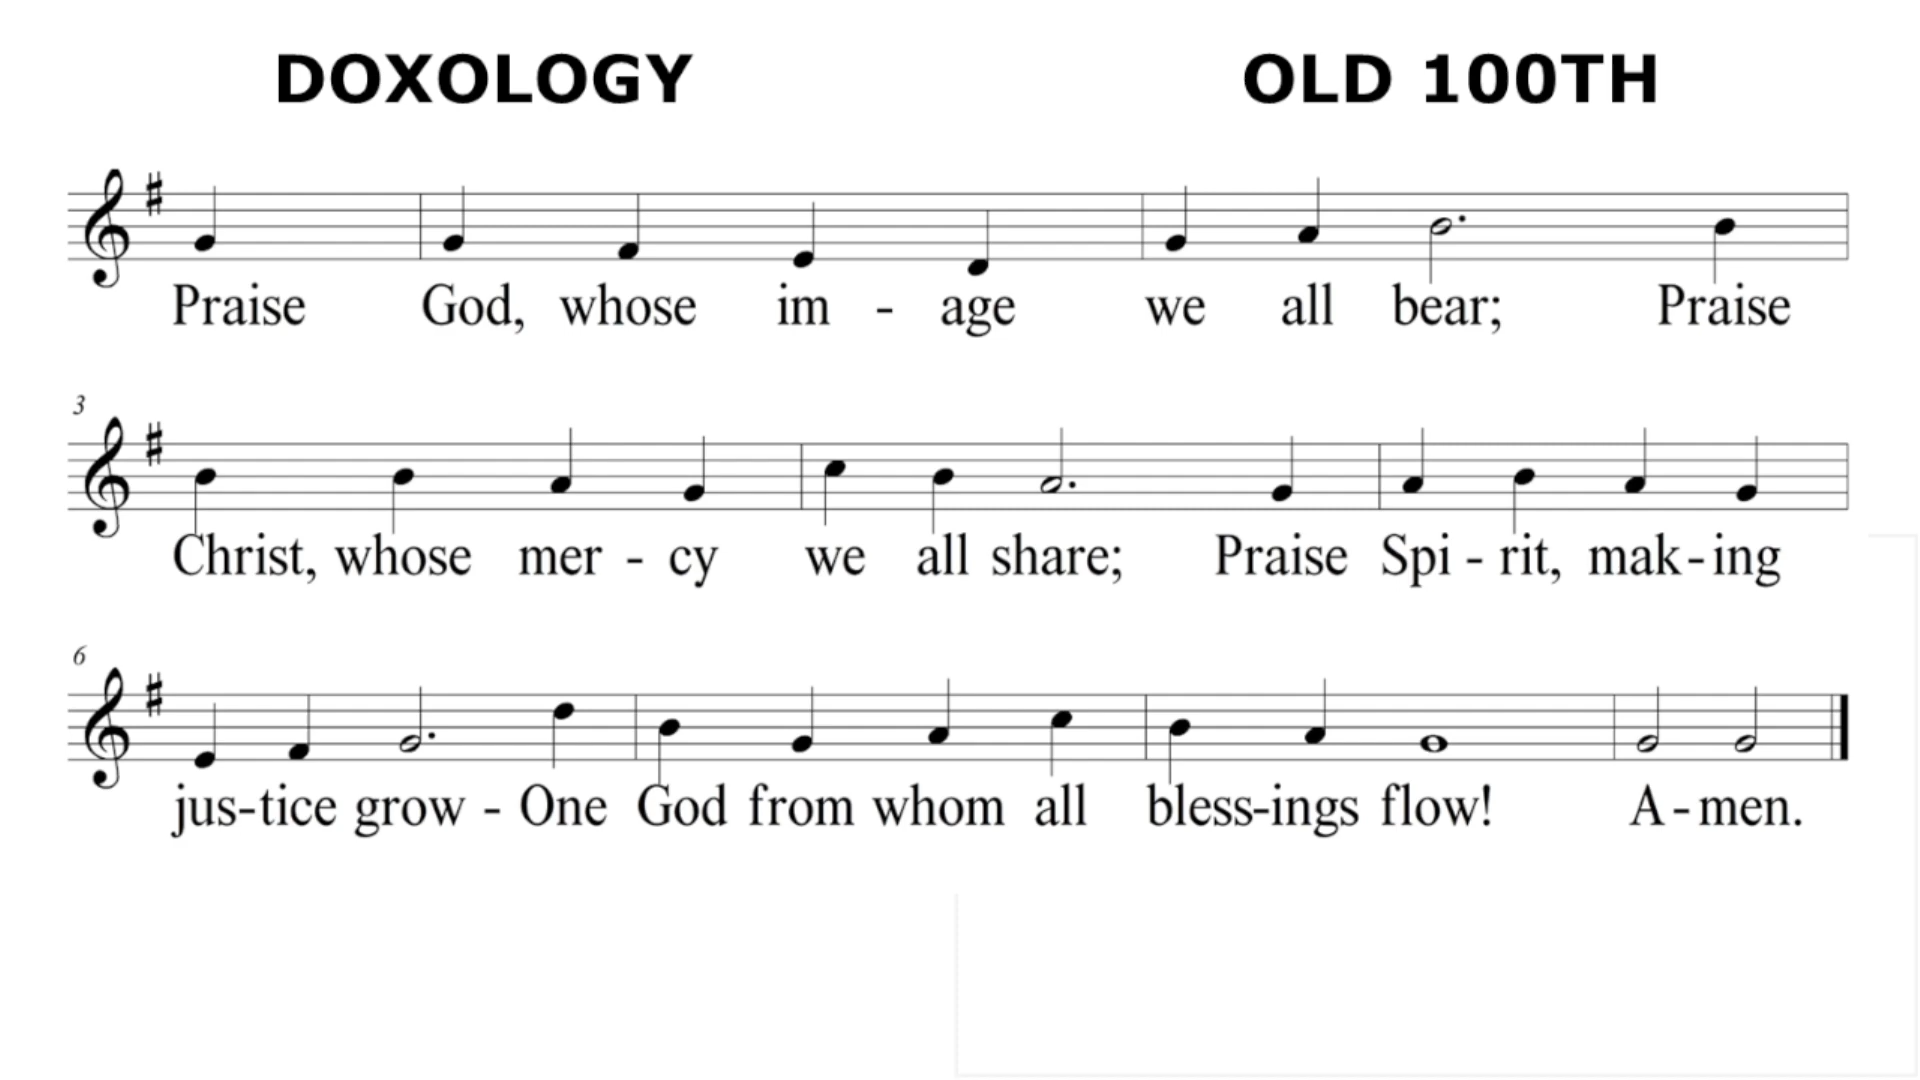 DOXOLOGY OLD 100TH
Praise God, whose im - age we all bear; Praise
3
Christ, whose mer - cy we all share; Praise Spi - rit, mak - ing
6
jus - tice grow - One God from whom all bless - ings flow! A - men.